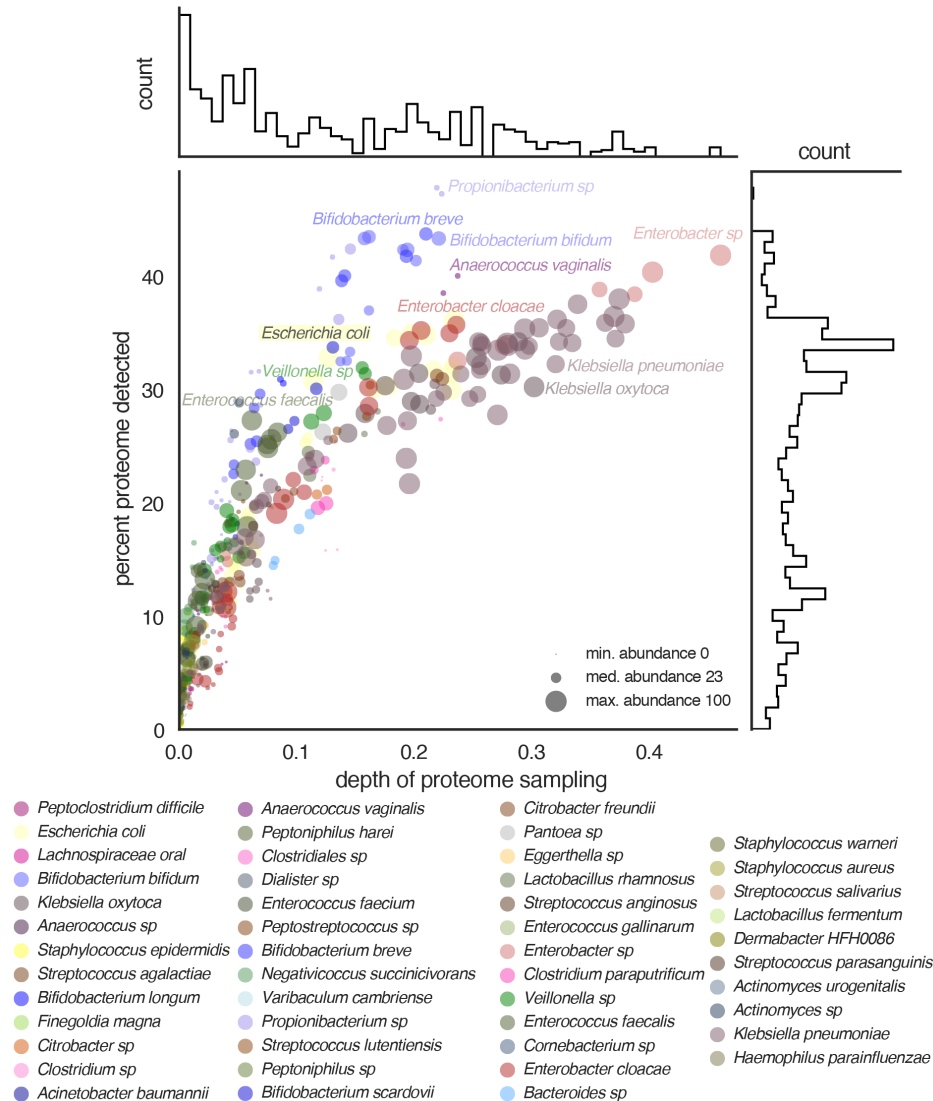 count
count
Propionibacterium sp
Bifidobacterium breve
Enterobacter sp
Bifidobacterium bifidum
Anaerococcus vaginalis
40
Enterobacter cloacae
Escherichia coli
Klebsiella pneumoniae
Veillonella sp
30
Klebsiella oxytoca
Enterococcus faecalis
percent proteome detected
20
10
min. abundance 0
med. abundance 23
max. abundance 100
0
0.0 0.1 0.2 0.3 0.4
depth of proteome sampling
Peptoclostridium difficile
Escherichia coli
Lachnospiraceae oral
Bifidobacterium bifidum
Klebsiella oxytoca
Anaerococcus sp
Staphylococcus epidermidis
Streptococcus agalactiae
Bifidobacterium longum
Finegoldia magna
Citrobacter sp
Clostridium sp
Acinetobacter baumannii
Anaerococcus vaginalis
Peptoniphilus harei
Clostridiales sp
Dialister sp
Enterococcus faecium
Peptostreptococcus sp
Bifidobacterium breve
Negativicoccus succinicivorans
Varibaculum cambriense
Propionibacterium sp
Streptococcus lutentiensis
Peptoniphilus sp
Bifidobacterium scardovii
Citrobacter freundii
Pantoea sp
Eggerthella sp
Lactobacillus rhamnosus
Streptococcus anginosus
Enterococcus gallinarum
Enterobacter sp
Clostridium paraputrificum
Veillonella sp
Enterococcus faecalis
Cornebacterium sp
Enterobacter cloacae
Bacteroides sp
Staphylococcus warneri
Staphylococcus aureus
Streptococcus salivarius
Lactobacillus fermentum
Dermabacter HFH0086
Streptococcus parasanguinis
Actinomyces urogenitalis
Actinomyces sp
Klebsiella pneumoniae
Haemophilus parainfluenzae